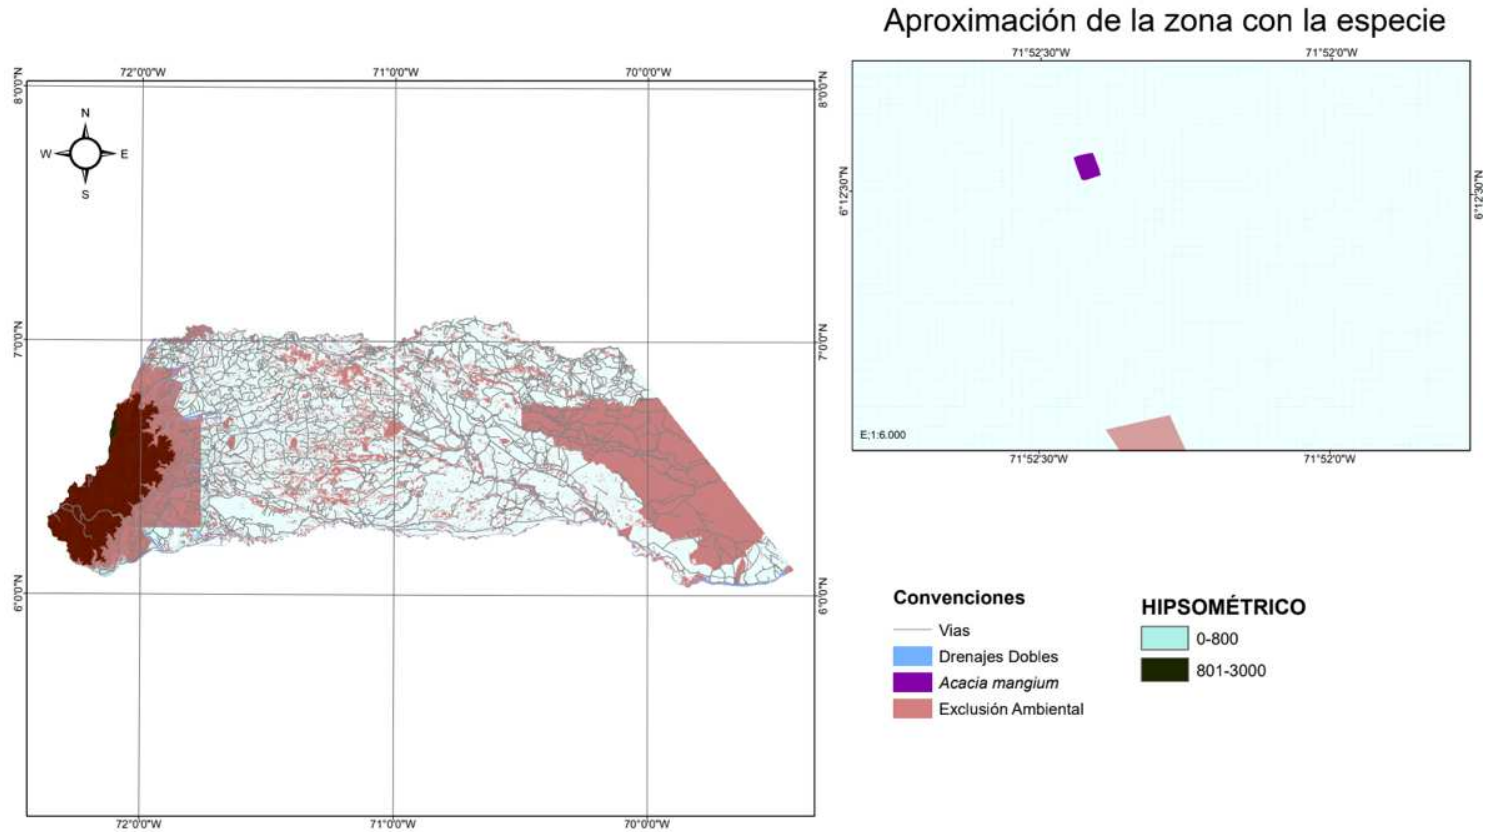 Aproximación de la zona con la especie
72°0'0"W
71°0'0"W
70°0'0"W
8°0'0"N
8°0'0"N
N
W
E
S
7°0'0"N
7°0'0"N
6°0'0"N
6°0'0"N
72°0'0"W
71°0'0"W
70°0'0"W
71°52'30"W
71°52'0"W
6°12'30"N
6°12'30"N
E;1:6.000
71°52'30"W
71°52'0"W
Convenciones
Vias
Drenajes Dobles
Acacia mangium
Exclusión Ambiental
HIPSOMÉTRICO
0-800
801-3000